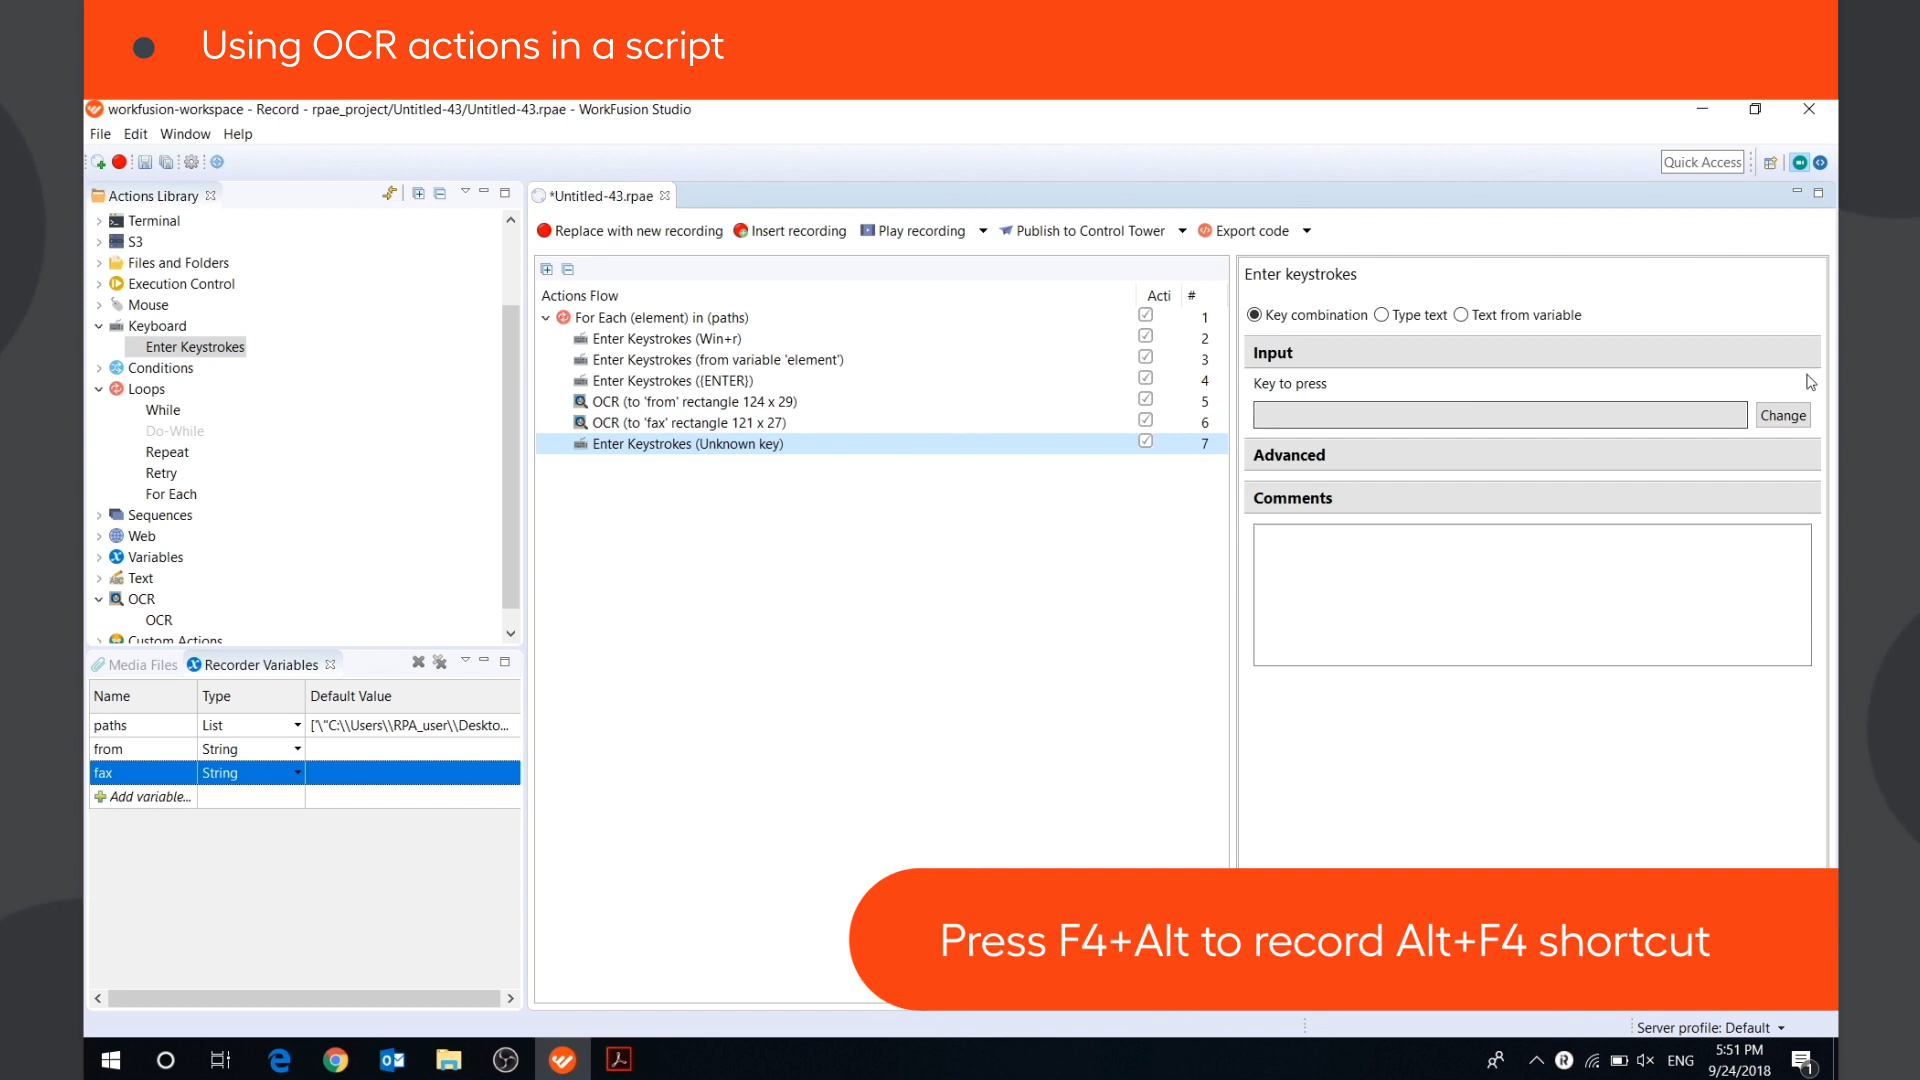 Using OCR actions in a script
workfusion-workspace - Record - rpae_project/Untitled-43/Untitled-43.rpae - WorkFusion Studio
File Edit Window Help
Quick Access
Actions Library
Terminal
S3
Files and Folders
Execution Control
Mouse
Keyboard
Enter Keystrokes
Conditions
Loops
While
Do-While
Repeat
Retry
For Each
Sequences
Web
Variables
Text
OCR
OCR
Custom Actions
Media Files Recorder Variables
Name Type Default Value
paths List ["\"C:\\Users\\RPA_user\\Deskto...
from String
fax String
Add variable...
*Untitled-43.rpae
Replace with new recording Insert recording Play recording Publish to Control Tower Export code
Actions Flow Acti #
For Each (element) in (paths) 1
Enter Keystrokes (Win+r) 2
Enter Keystrokes (from variable 'element') 3
Enter Keystrokes ({ENTER}) 4
OCR (to 'from' rectangle 124 x 29) 5
OCR (to 'fax' rectangle 121 x 27) 6
Enter Keystrokes (Unknown key) 7
Enter keystrokes
Key combination Type text Text from variable
Input
Key to press
Change
Advanced
Comments
Press F4+Alt to record Alt+F4 shortcut
Server profile: Default
ENG
5:51 PM
9/24/2018
1